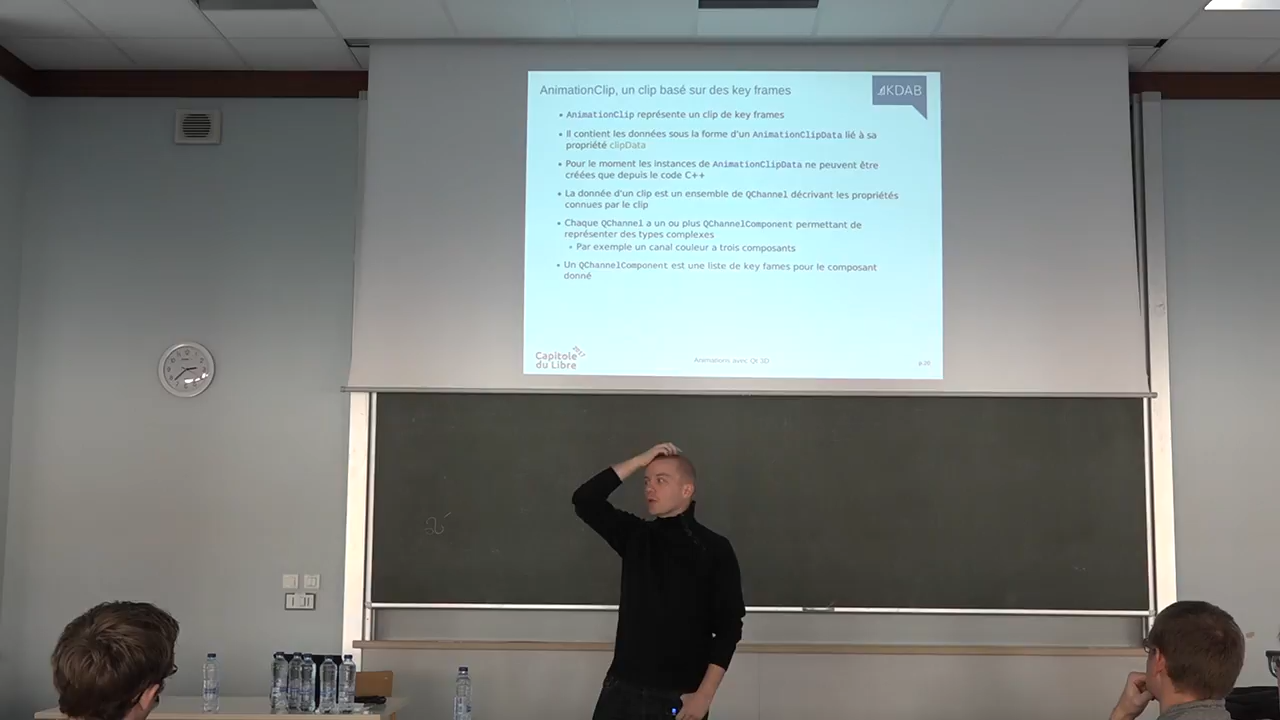 AnimationClip, un clip basé sur des key frames
KDAB
• AnimationClip représente un clip de key frames
• Il contient les données sous la forme d'un AnimationClipData lié à sa
propriété clipData
• Pour le moment les instances de AnimationClipData ne peuvent être
créées que depuis le code C++
• La donnée d'un clip est un ensemble de QChannel décrivant les propriétés
connues par le clip
• Chaque QChannel a un ou plus QChannelComponent permettant de
représenter des types complexes
• Par exemple un canal couleur a trois composants
• Un QChannelComponent est une liste de key fames pour le composant
donné
Capitole 2017
du Libre
Animations avec Qt 3D